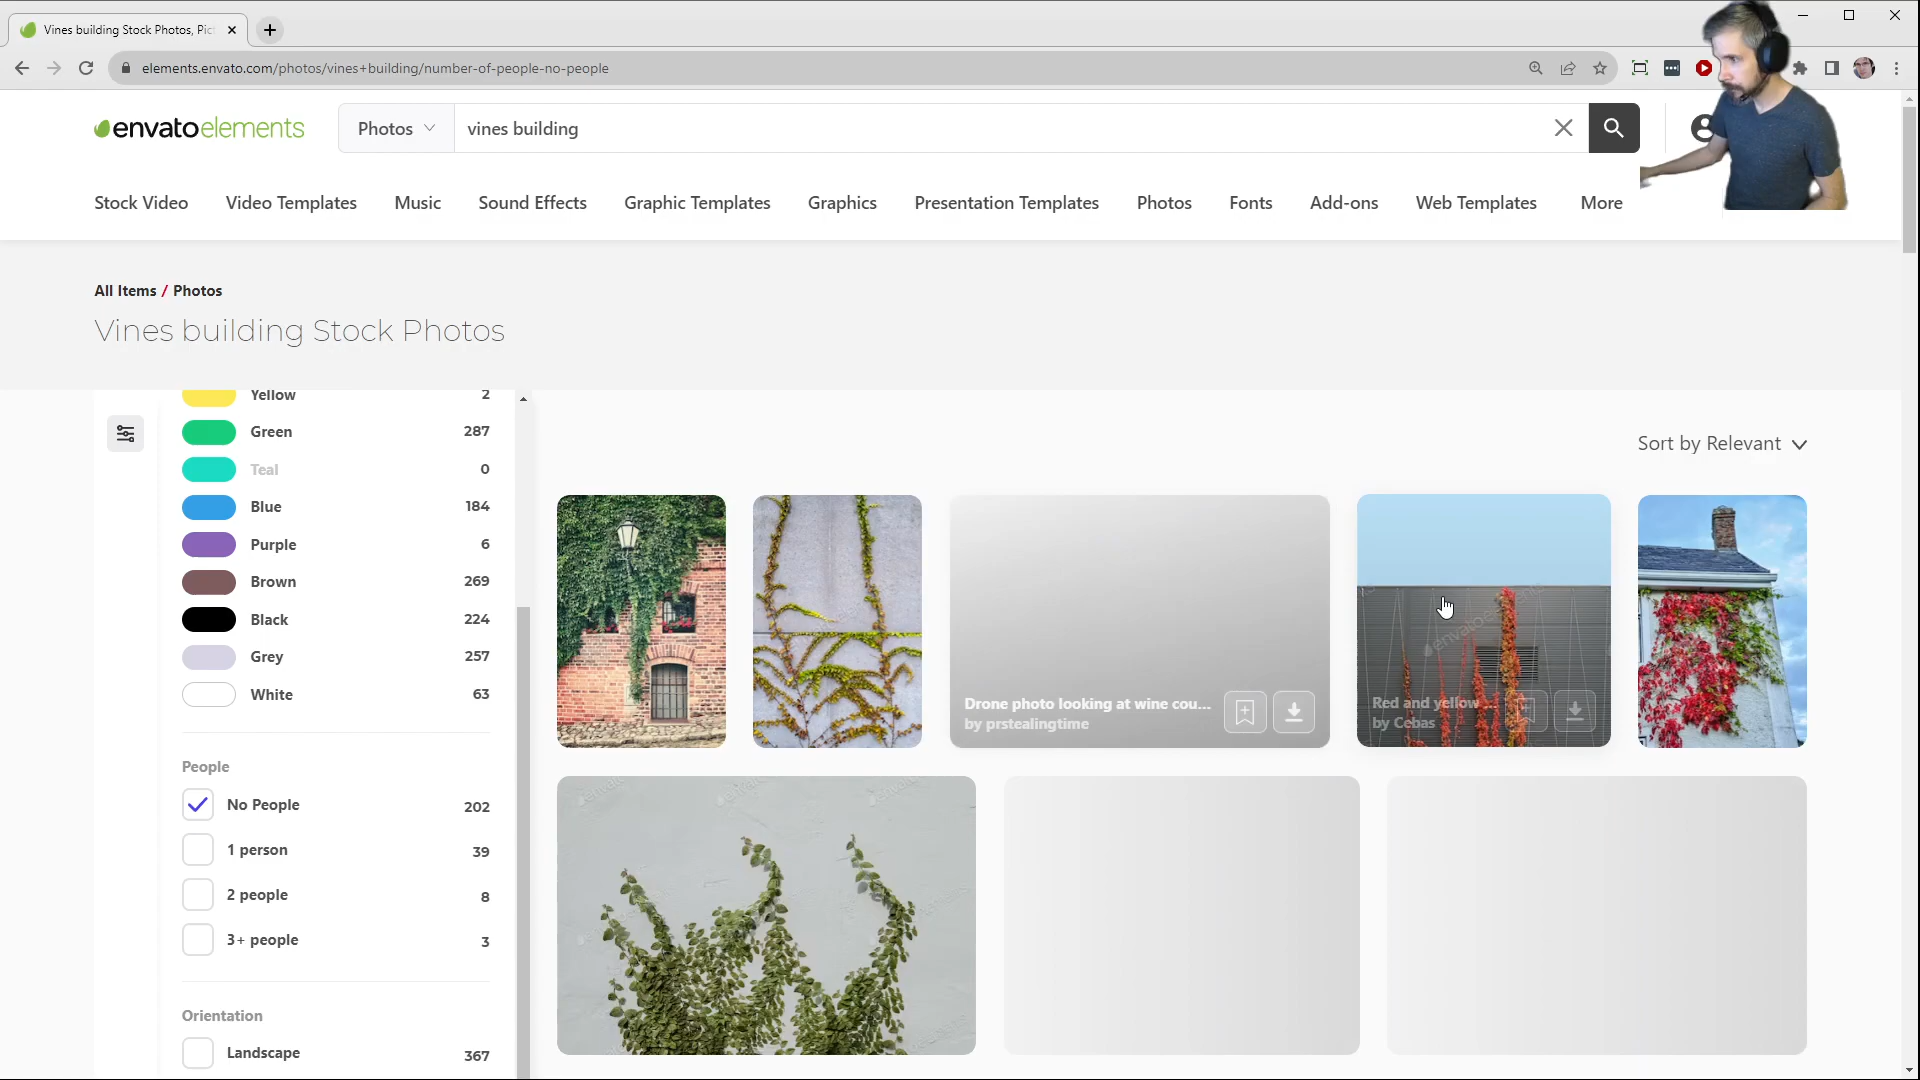 Vines building Stock Photos, Pic
elements.envato.com/photos/vines+building/number-of-people-no-people
envatoelements
Photos
vines building
Stock Video
Video Templates
Music
Sound Effects
Graphic Templates
Graphics
Presentation Templates
Photos
Fonts
Add-ons
Web Templates
More
All Items / Photos
Vines building Stock Photos
Yellow 2
Green 287
Teal 0
Blue 184
Purple 6
Brown 269
Black 224
Grey 257
White 63
People
No People 202
1 person 39
2 people 8
3+ people 3
Orientation
Landscape 367
Sort by Relevant
Drone photo looking at wine cou...
by prstealingtime
Red and yellow ...
by Cebas